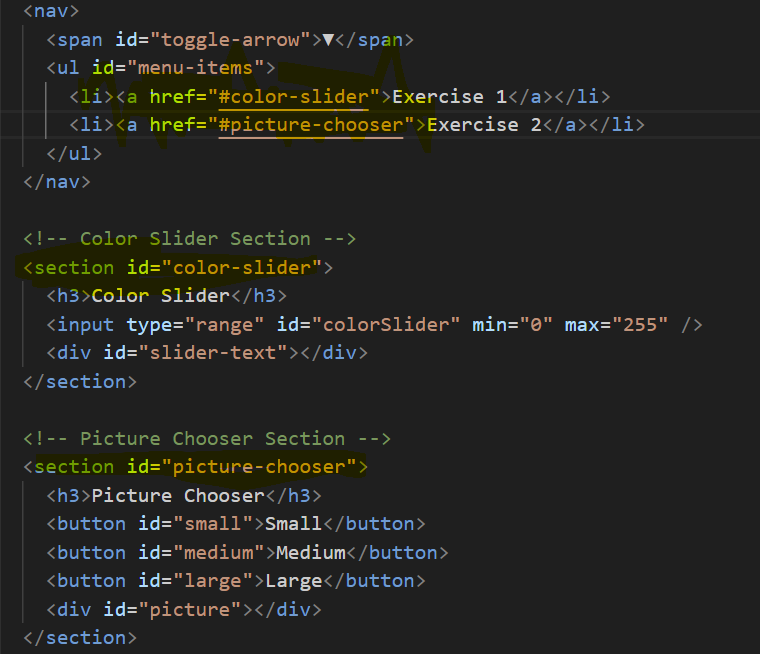 <nav>
<span id="toggle-arrow">▼</span>
<ul id="menu-items">
<li><a href="#color-slider">Exercise 1</a></li>
<li><a href="#picture-chooser">Exercise 2</a></li>
</ul>
</nav>
<!-- Color Slider Section -->
<section id="color-slider">
<h3>Color Slider</h3>
<input type="range" id="colorSlider" min="0" max="255" />
<div id="slider-text"></div>
</section>
<!-- Picture Chooser Section -->
<section id="picture-chooser">
<h3>Picture Chooser</h3>
<button id="small">Small</button>
<button id="medium">Medium</button>
<button id="large">Large</button>
<div id="picture"></div>
</section>